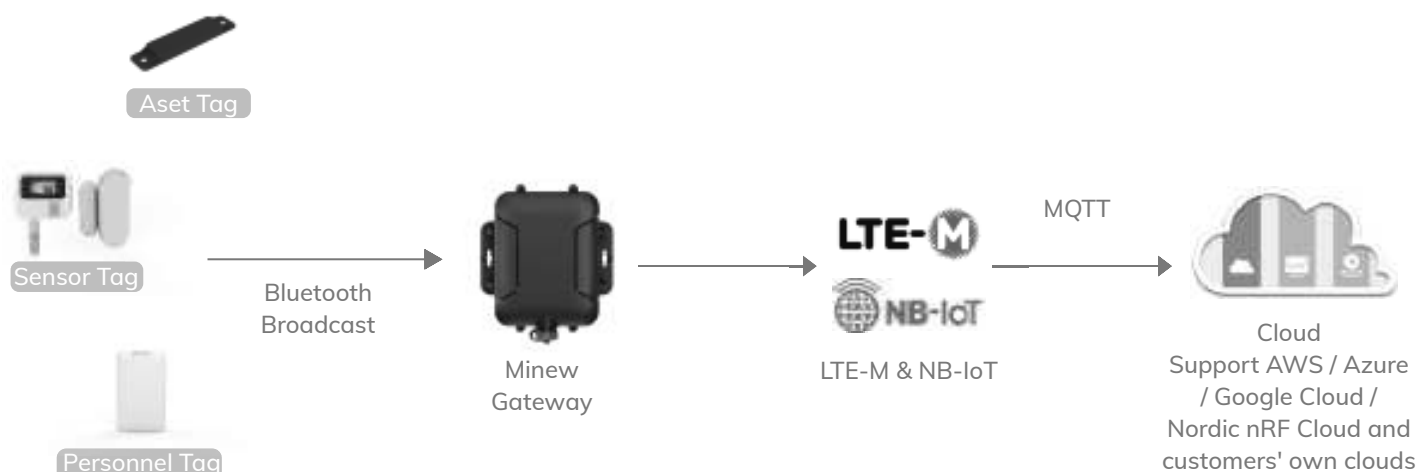 Aset Tag
Sensor Tag
Personnel Tag
Bluetooth
Broadcast
Minew
Gateway
LTE-M
NB-IoT
LTE-M & NB-IoT
MQTT
Cloud
Support AWS / Azure
/ Google Cloud /
Nordic nRF Cloud and
customers' own clouds